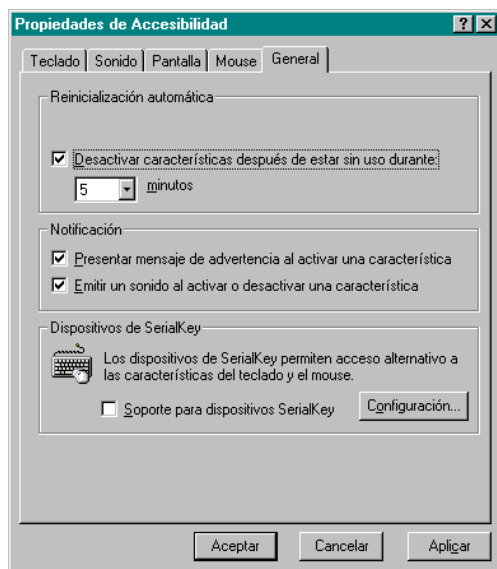 Propiedades de Accesibilidad
Teclado Sonido Pantalla Mouse General
Reinicialización automática
Desactivar características después de estar sin uso durante:
5 minutos
Notificación
Presentar mensaje de advertencia al activar una característica
Emitir un sonido al activar o desactivar una característica
Dispositivos de SerialKey
Los dispositivos de SerialKey permiten acceso alternativo a
las características del teclado y el mouse.
Soporte para dispositivos SerialKey Configuración...
Aceptar Cancelar Aplicar